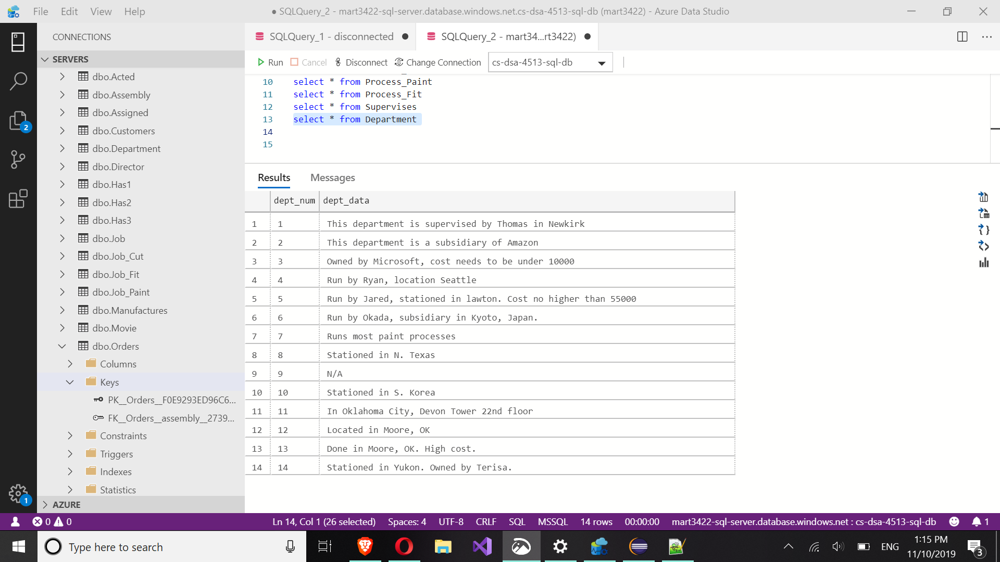 File Edit View Help
● SQLQuery_2 - mart3422-sql-server.database.windows.net.cs-dsa-4513-sql-db (mart3422) - Azure Data Studio
CONNECTIONS
SERVERS
dbo.Acted
dbo.Assembly
dbo.Assigned
dbo.Customers
dbo.Department
dbo.Director
dbo.Has1
dbo.Has2
dbo.Has3
dbo.Job
dbo.Job_Cut
dbo.Job_Fit
dbo.Job_Paint
dbo.Manufactures
dbo.Movie
dbo.Orders
Columns
Keys
PK__Orders__F0E9293ED96C6...
FK__Orders__assembly__2739...
Constraints
Triggers
Indexes
Statistics
AZURE
2
1
SQLQuery_1 - disconnected ●
SQLQuery_2 - mart34...rt3422) ●
Run Cancel Disconnect Change Connection cs-dsa-4513-sql-db
10 select * from Process_Paint
11 select * from Process_Fit
12 select * from Supervises
13 select * from Department
14
15
Results Messages
dept_num dept_data
1 1 This department is supervised by Thomas in Newkirk
2 2 This department is a subsidiary of Amazon
3 3 Owned by Microsoft, cost needs to be under 10000
4 4 Run by Ryan, location Seattle
5 5 Run by Jared, stationed in lawton. Cost no higher than 55000
6 6 Run by Okada, subsidiary in Kyoto, Japan.
7 7 Runs most paint processes
8 8 Stationed in N. Texas
9 9 N/A
10 10 Stationed in S. Korea
11 11 In Oklahoma City, Devon Tower 22nd floor
12 12 Located in Moore, OK
13 13 Done in Moore, OK. High cost.
14 14 Stationed in Yukon. Owned by Terisa.
0 0 Ln 14, Col 1 (26 selected) Spaces: 4 UTF-8 CRLF SQL MSSQL 14 rows 00:00:00 mart3422-sql-server.database.windows.net : cs-dsa-4513-sql-db 1
Type here to search
ENG
1:15 PM
11/10/2019
3